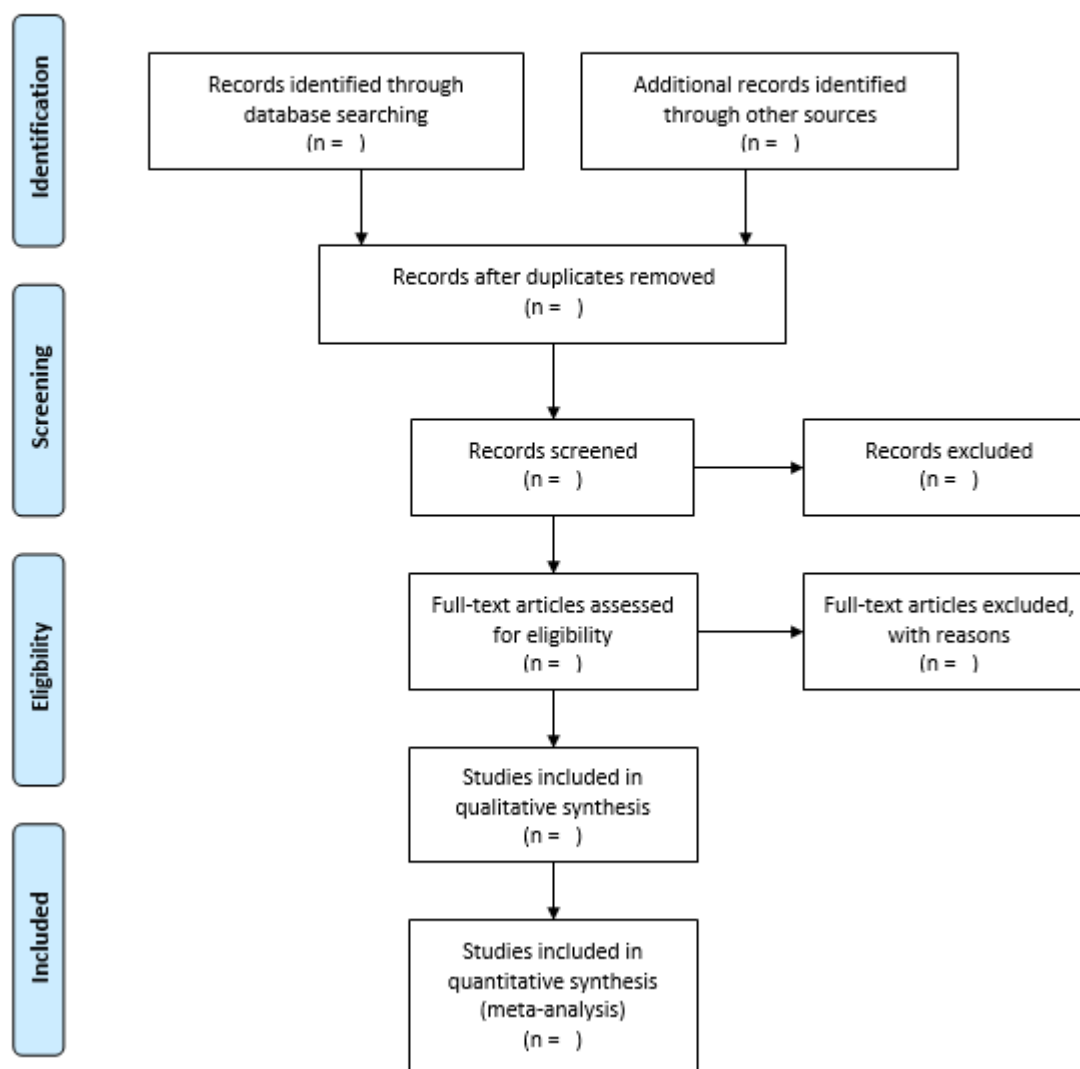 Identification
Records identified through
database searching
(n =   )
Additional records identified
through other sources
(n =   )
Records after duplicates removed
(n =   )
Screening
Records screened
(n =   )
Records excluded
(n =   )
Eligibility
Full-text articles assessed
for eligibility
(n =   )
Full-text articles excluded,
with reasons
(n =   )
Studies included in
qualitative synthesis
(n =   )
Included
Studies included in
quantitative synthesis
(meta-analysis)
(n =   )